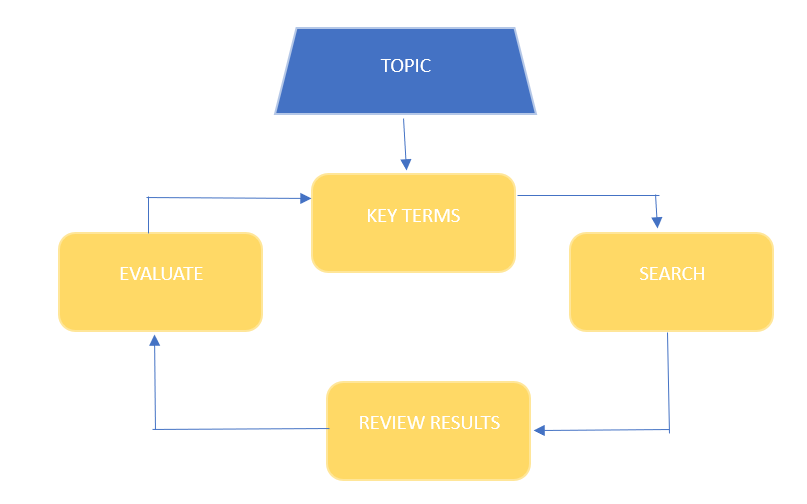 TOPIC
KEY TERMS
EVALUATE
SEARCH
REVIEW RESULTS